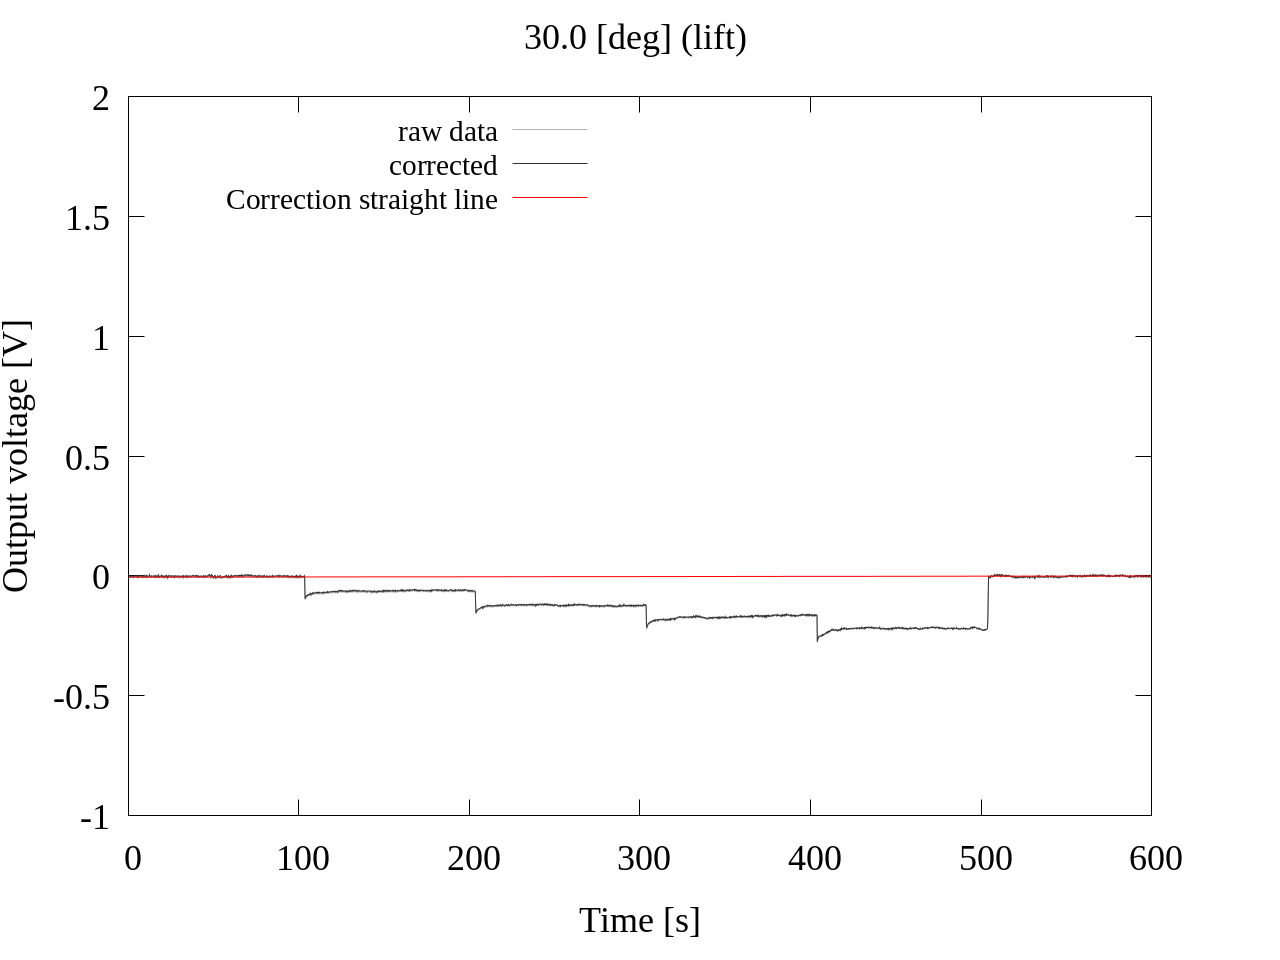 30.0 [deg] (lift)
2
raw data
corrected
Correction straight line
1.5
1
0.5
0
-0.5
-1
Output voltage [V]
0 100 200 300 400 500 600
Time [s]